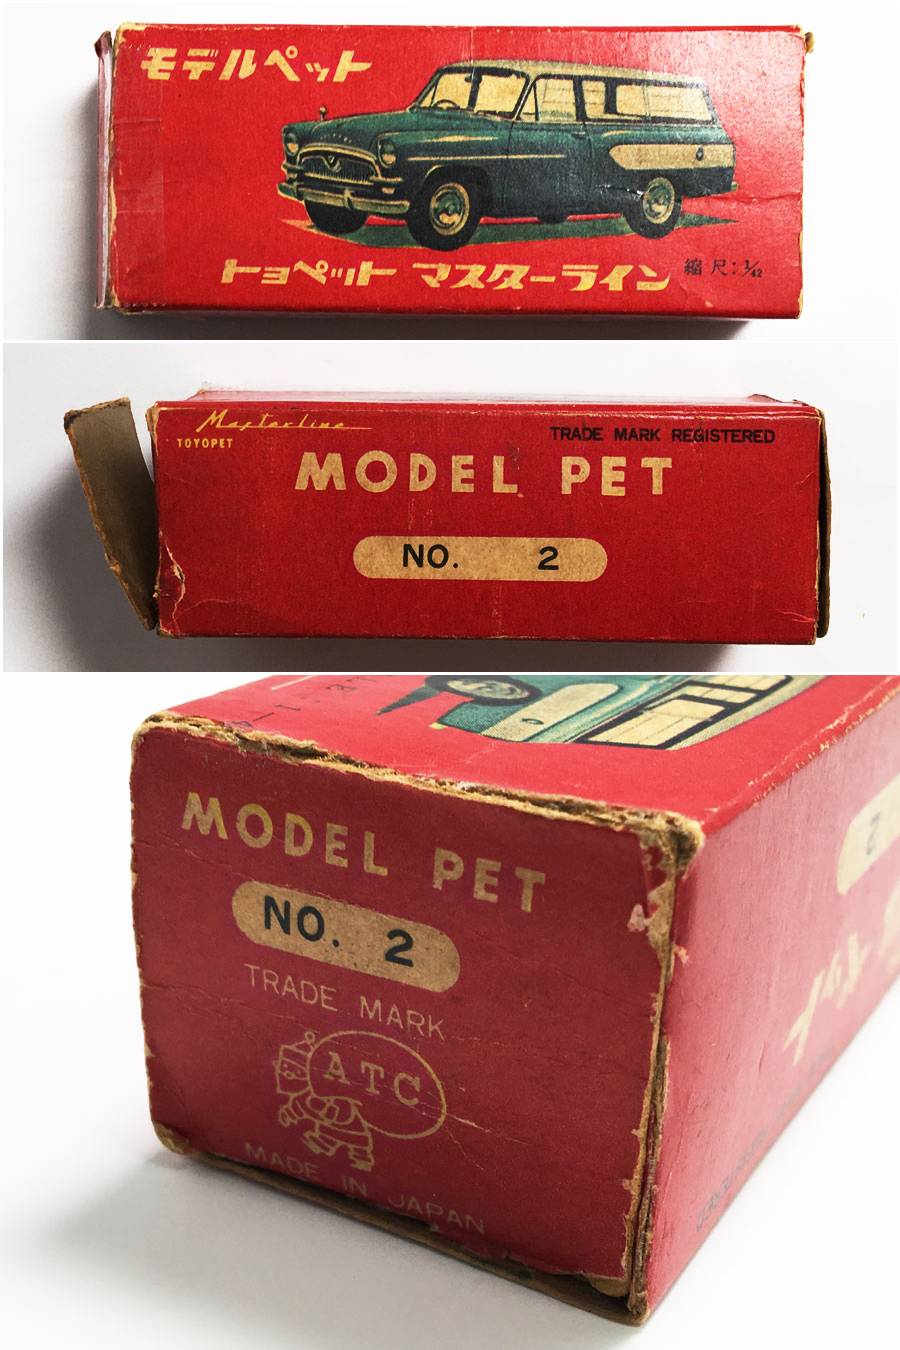 モデルペット
トヨペット マスターライン
縮尺:1/42
Masterline
TOYOPET
TRADE MARK REGISTERED
MODEL PET
NO. 2
MODEL PET
NO. 2
TRADE MARK
ATC
MADE IN JAPAN
2